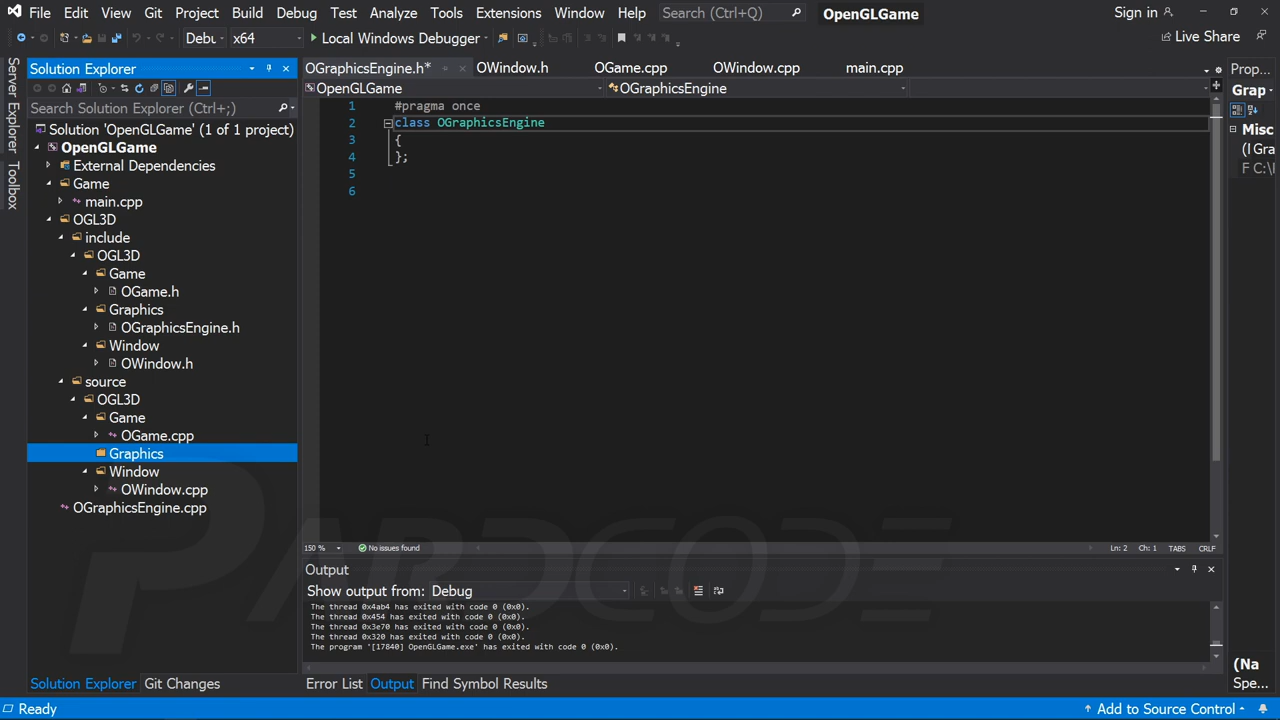 File Edit View Git Project Build Debug Test Analyze Tools Extensions Window Help Search (Ctrl+Q) OpenGLGame Sign in
Debu x64 Local Windows Debugger Live Share
Server Explorer
Toolbox
Solution Explorer
Search Solution Explorer (Ctrl+;)
Solution 'OpenGLGame' (1 of 1 project)
OpenGLGame
External Dependencies
Game
main.cpp
OGL3D
include
OGL3D
Game
OGame.h
Graphics
OGraphicsEngine.h
Window
OWindow.h
source
OGL3D
Game
OGame.cpp
Graphics
Window
OWindow.cpp
OGraphicsEngine.cpp
Solution Explorer Git Changes
OGraphicsEngine.h* OWindow.h OGame.cpp OWindow.cpp main.cpp
OpenGLGame OGraphicsEngine
1 #pragma once
2 class OGraphicsEngine
3 {
4 };
5
6
150 % No issues found Ln: 2 Ch: 1 TABS CRLF
Output
Show output from: Debug
The thread 0x4ab4 has exited with code 0 (0x0).
The thread 0x454 has exited with code 0 (0x0).
The thread 0x3e70 has exited with code 0 (0x0).
The thread 0x320 has exited with code 0 (0x0).
The program '[17840] OpenGLGame.exe' has exited with code 0 (0x0).
Error List Output Find Symbol Results
Prop...
Grap
Misc
(I Gra
F C:\
(Na
Spe...
PARDCODE
Ready Add to Source Control